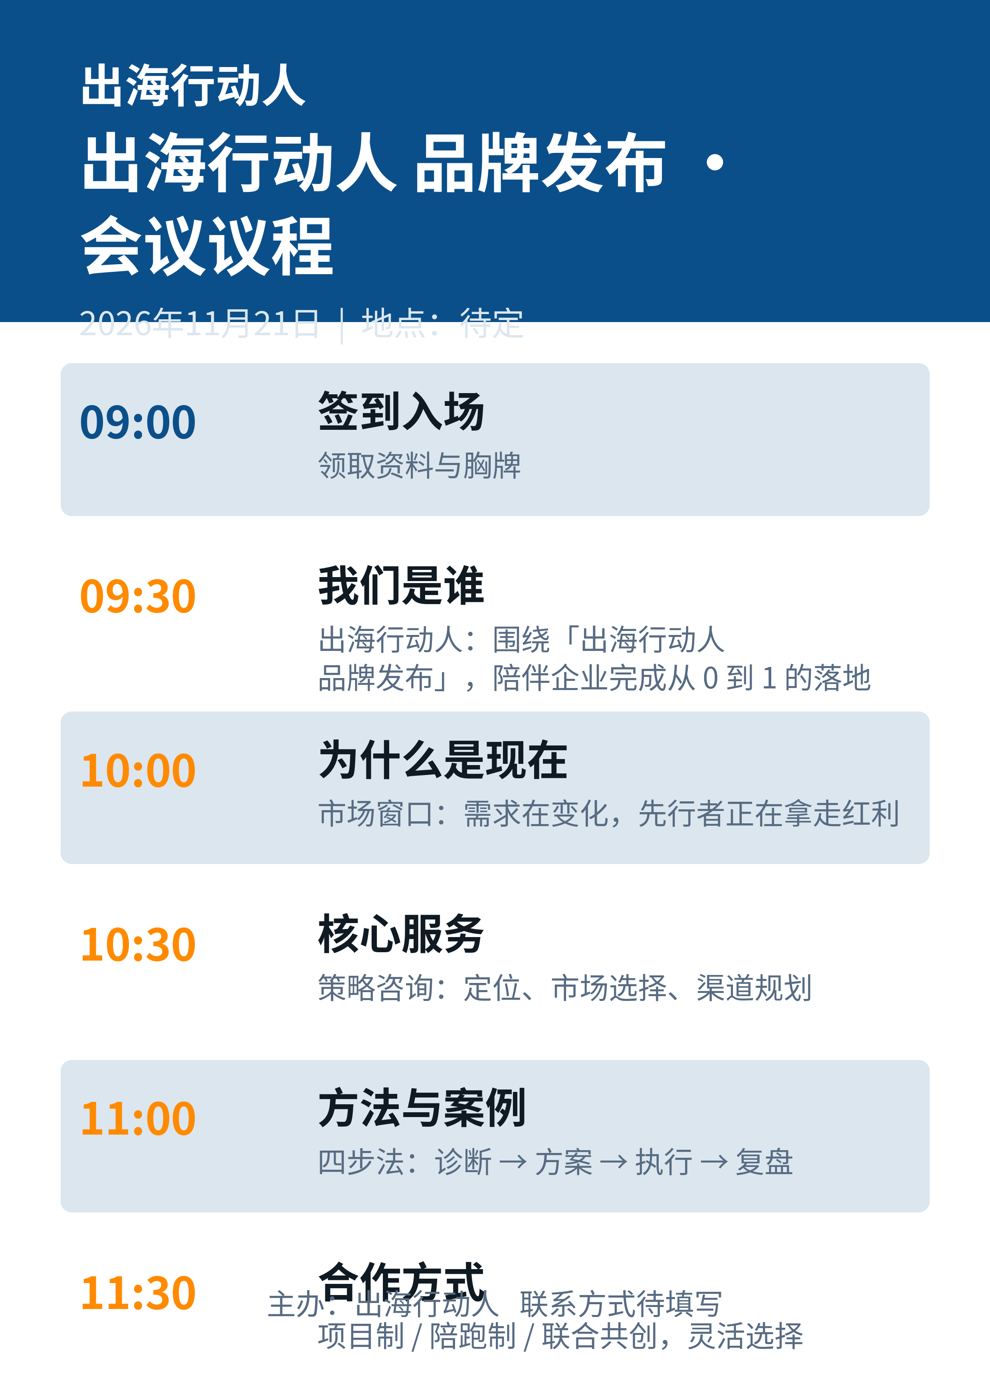 出海行动人
出海行动人 品牌发布 ·
会议议程
2026年11月21日 | 地点：待定
09:00
签到入场
领取资料与胸牌
09:30
我们是谁
出海行动人：围绕「出海行动人
品牌发布」，陪伴企业完成从 0 到 1 的落地
10:00
为什么是现在
市场窗口：需求在变化，先行者正在拿走红利
10:30
核心服务
策略咨询：定位、市场选择、渠道规划
11:00
方法与案例
四步法：诊断 → 方案 → 执行 → 复盘
11:30
合作方式
主办：出海行动人 联系方式待填写
项目制 / 陪跑制 / 联合共创，灵活选择